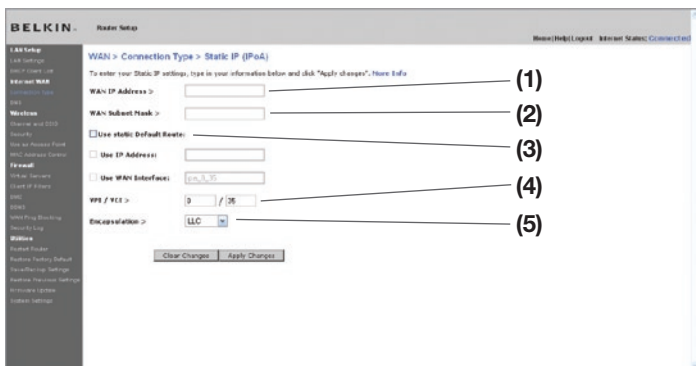 BELKIN.
Router Setup
Home|Help|Logout Internet Status: Connected
LAN Setup
LAN Settings
DHCP Client List
Internet WAN
Connection Type
DNS
Wireless
Channel and SSID
Security
Use as Access Point
MAC Address Control
Firewall
Virtual Servers
Client IP Filters
DMZ
DDNS
WAN Ping Blocking
Security Log
Utilities
Restart Router
Restore Factory Default
Save/Backup Settings
Restore Previous Settings
Firmware Update
System Settings
WAN > Connection Type > Static IP (IPoA)
To enter your Static IP settings, type in your information below and click "Apply changes". More Info
WAN IP Address >
(1)
WAN Subnet Mask >
(2)
Use static Default Route:
(3)
Use IP Address:
Use WAN Interface:
ipa_0_35
VPI / VCI >
0 / 35
(4)
Encapsulation >
LLC
(5)
Clear Changes
Apply Changes